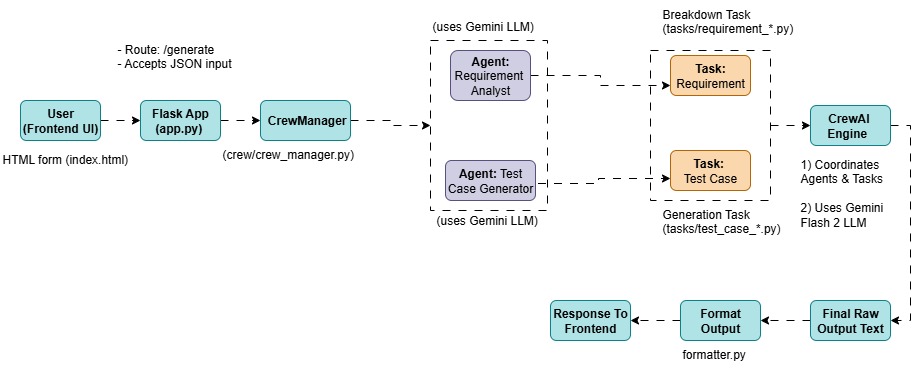 (uses Gemini LLM)
Breakdown Task
(tasks/requirement_*.py)
- Route: /generate
- Accepts JSON input
Agent:
Requirement
Analyst
Task:
Requirement
User
(Frontend UI)
Flask App
(app.py)
CrewManager
CrewAI
Engine
HTML form (index.html)
(crew/crew_manager.py)
Agent: Test
Case Generator
Task:
Test Case
1) Coordinates
Agents & Tasks
2) Uses Gemini
Flash 2 LLM
(uses Gemini LLM)
Generation Task
(tasks/test_case_*.py)
Response To
Frontend
Format
Output
Final Raw
Output Text
formatter.py